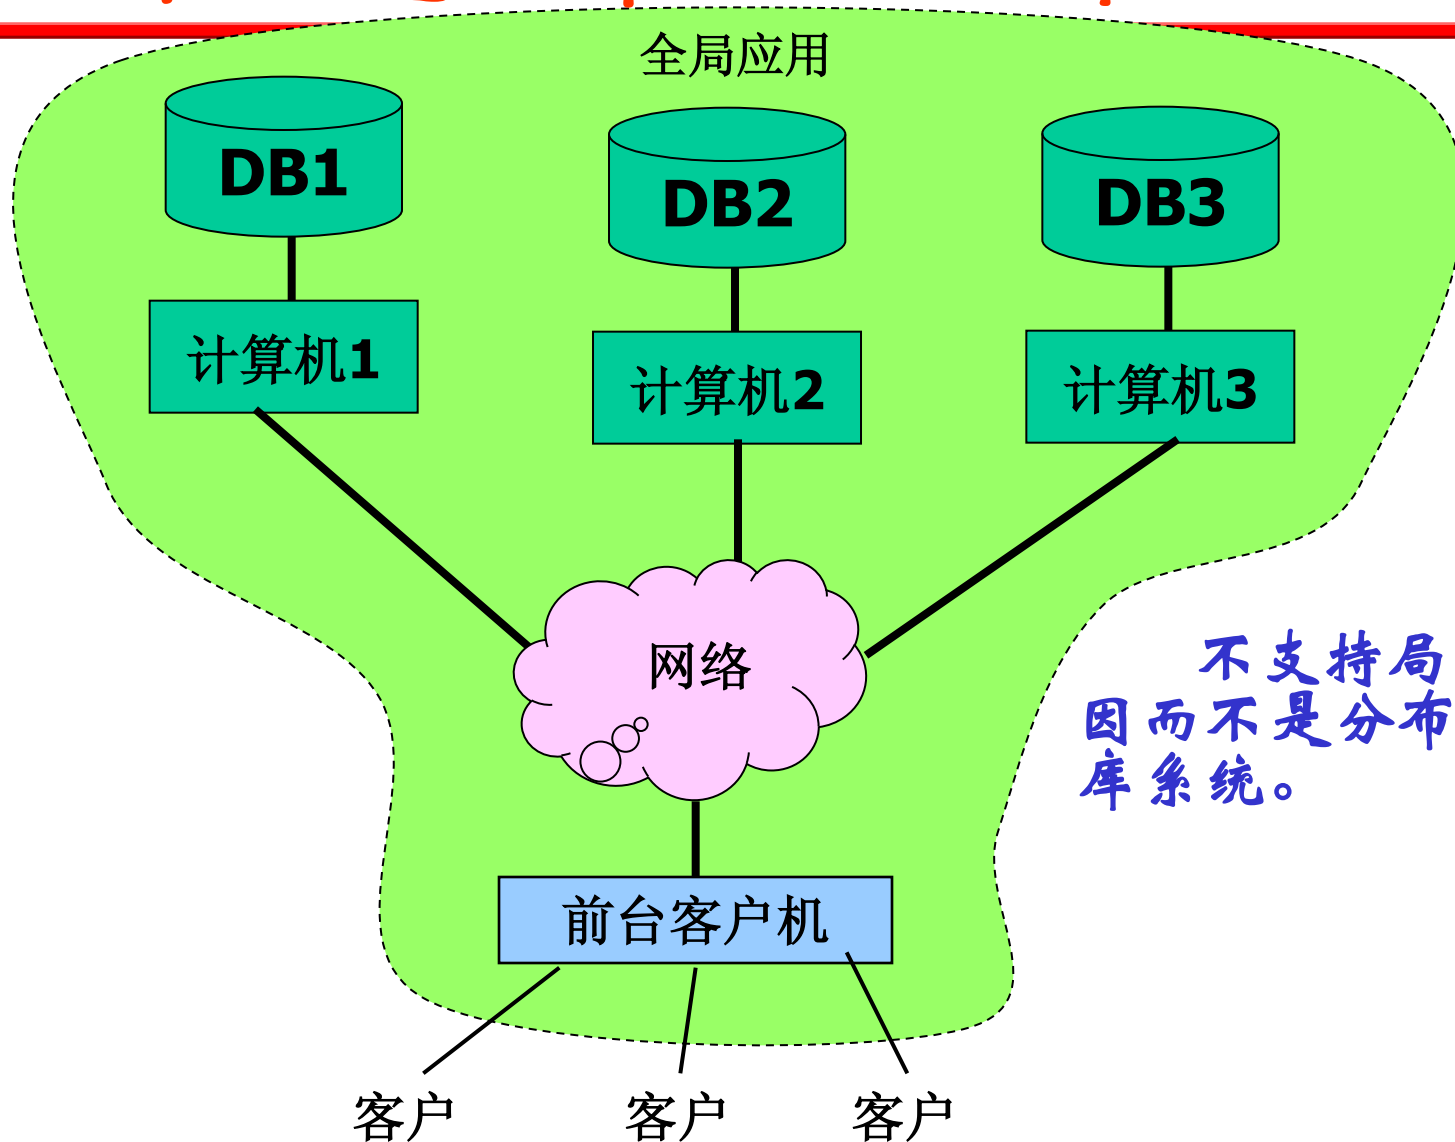 全局应用
DB1
DB2
DB3
计算机1
计算机2
计算机3
网络
不支持局
因而不是分布
库系统。
前台客户机
客户
客户
客户